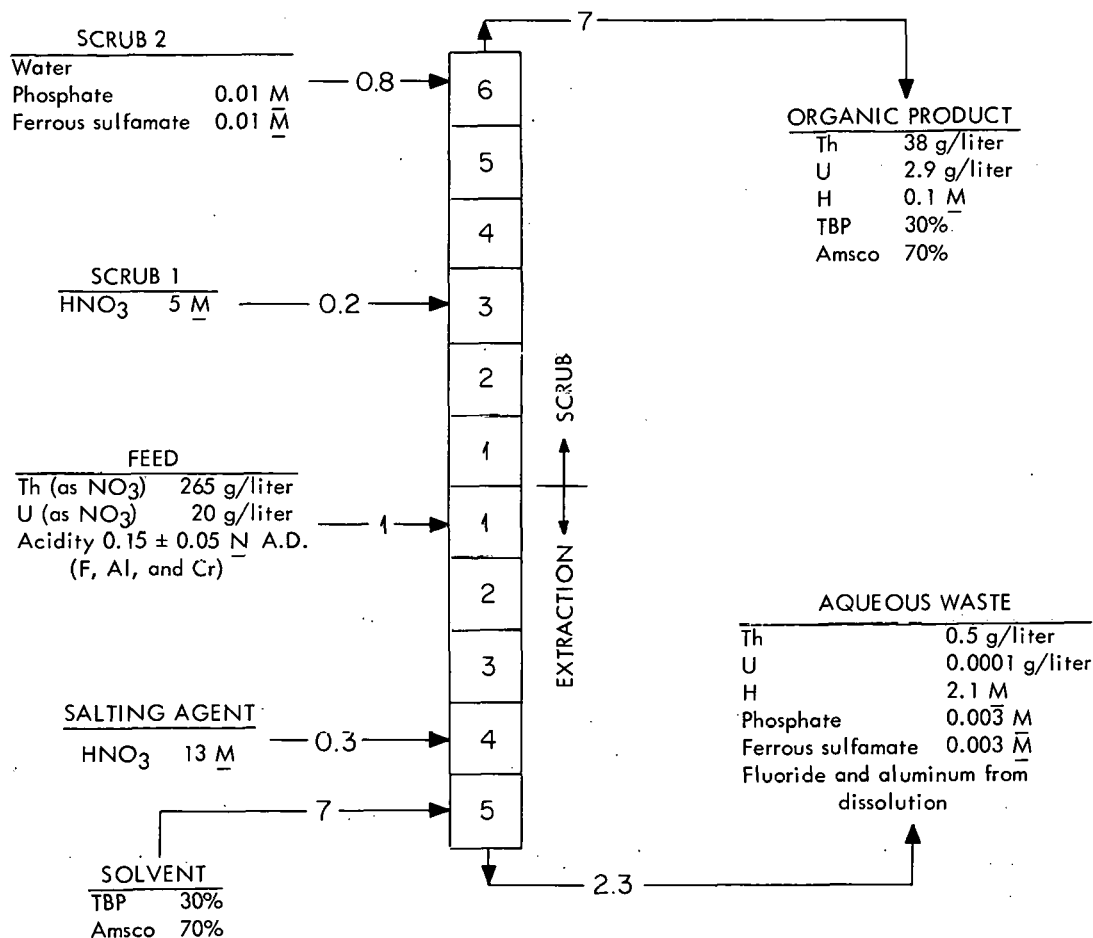 SCRUB 2
Water
Phosphate 0.01 M
Ferrous sulfamate 0.01 M
0.8
7
ORGANIC PRODUCT
Th 38 g/liter
U 2.9 g/liter
H 0.1 M
TBP 30%
Amsco 70%
6
5
4
3
2
1
SCRUB 1
HNO3 5 M
0.2
SCRUB
EXTRACTION
FEED
Th (as NO3) 265 g/liter
U (as NO3) 20 g/liter
Acidity 0.15 ± 0.05 N A.D.
(F, Al, and Cr)
1
1
2
3
4
5
SALTING AGENT
HNO3 13 M
0.3
AQUEOUS WASTE
Th 0.5 g/liter
U 0.0001 g/liter
H 2.1 M
Phosphate 0.003 M
Ferrous sulfamate 0.003 M
Fluoride and aluminum from
dissolution
7
SOLVENT
TBP 30%
Amsco 70%
2.3